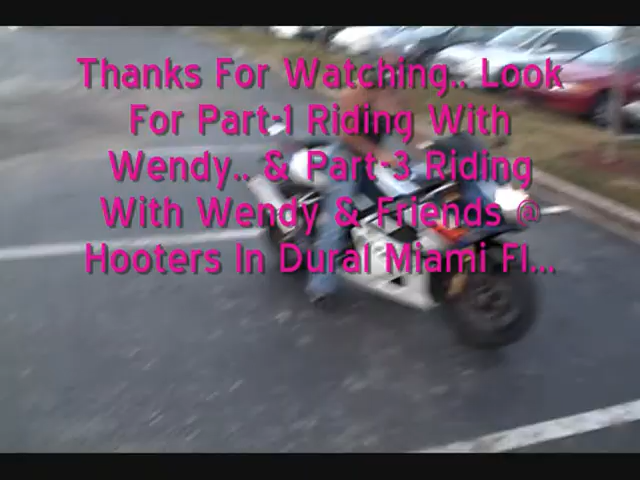 Thanks For Watching.. Look
For Part-1 Riding With
Wendy.. & Part-3 Riding
With Wendy & Friends @
Hooters In Dural Miami Fl...